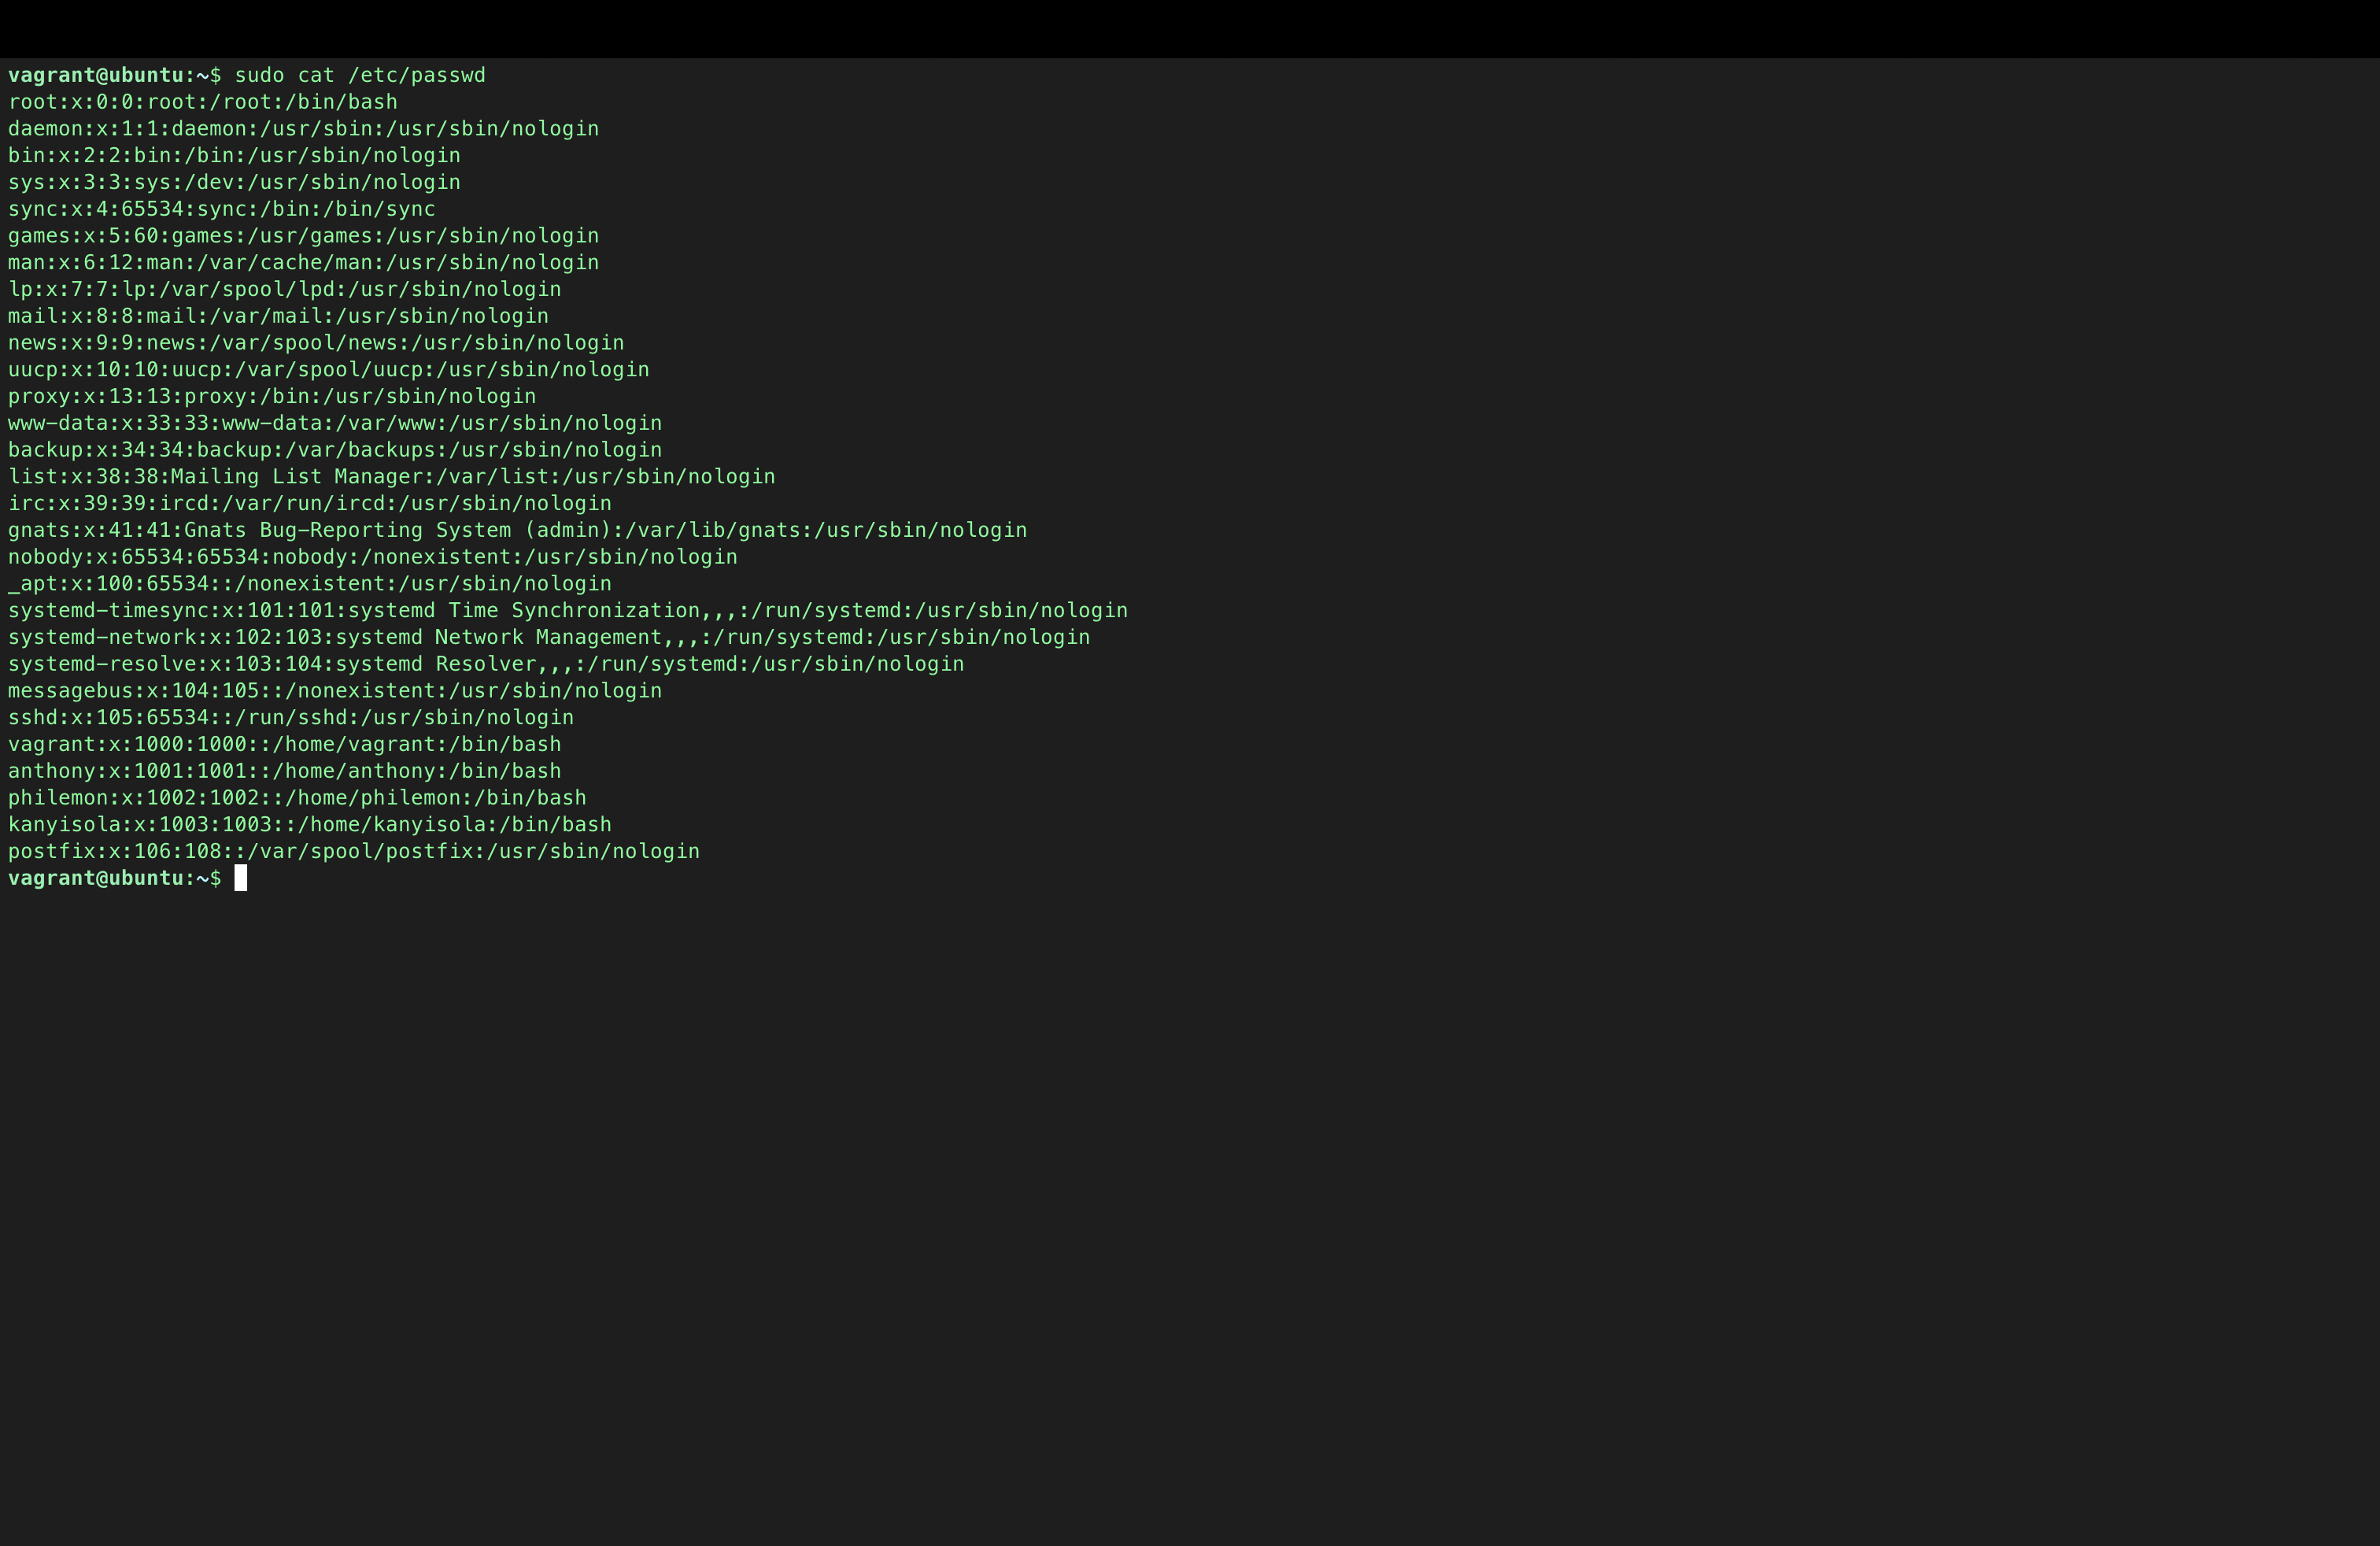 vagrant@ubuntu:~$ sudo cat /etc/passwd
root:x:0:0:root:/root:/bin/bash
daemon:x:1:1:daemon:/usr/sbin:/usr/sbin/nologin
bin:x:2:2:bin:/bin:/usr/sbin/nologin
sys:x:3:3:sys:/dev:/usr/sbin/nologin
sync:x:4:65534:sync:/bin:/bin/sync
games:x:5:60:games:/usr/games:/usr/sbin/nologin
man:x:6:12:man:/var/cache/man:/usr/sbin/nologin
lp:x:7:7:lp:/var/spool/lpd:/usr/sbin/nologin
mail:x:8:8:mail:/var/mail:/usr/sbin/nologin
news:x:9:9:news:/var/spool/news:/usr/sbin/nologin
uucp:x:10:10:uucp:/var/spool/uucp:/usr/sbin/nologin
proxy:x:13:13:proxy:/bin:/usr/sbin/nologin
www-data:x:33:33:www-data:/var/www:/usr/sbin/nologin
backup:x:34:34:backup:/var/backups:/usr/sbin/nologin
list:x:38:38:Mailing List Manager:/var/list:/usr/sbin/nologin
irc:x:39:39:ircd:/var/run/ircd:/usr/sbin/nologin
gnats:x:41:41:Gnats Bug-Reporting System (admin):/var/lib/gnats:/usr/sbin/nologin
nobody:x:65534:65534:nobody:/nonexistent:/usr/sbin/nologin
_apt:x:100:65534::/nonexistent:/usr/sbin/nologin
systemd-timesync:x:101:101:systemd Time Synchronization,,,:/run/systemd:/usr/sbin/nologin
systemd-network:x:102:103:systemd Network Management,,,:/run/systemd:/usr/sbin/nologin
systemd-resolve:x:103:104:systemd Resolver,,,:/run/systemd:/usr/sbin/nologin
messagebus:x:104:105::/nonexistent:/usr/sbin/nologin
sshd:x:105:65534::/run/sshd:/usr/sbin/nologin
vagrant:x:1000:1000::/home/vagrant:/bin/bash
anthony:x:1001:1001::/home/anthony:/bin/bash
philemon:x:1002:1002::/home/philemon:/bin/bash
kanyisola:x:1003:1003::/home/kanyisola:/bin/bash
postfix:x:106:108::/var/spool/postfix:/usr/sbin/nologin
vagrant@ubuntu:~$